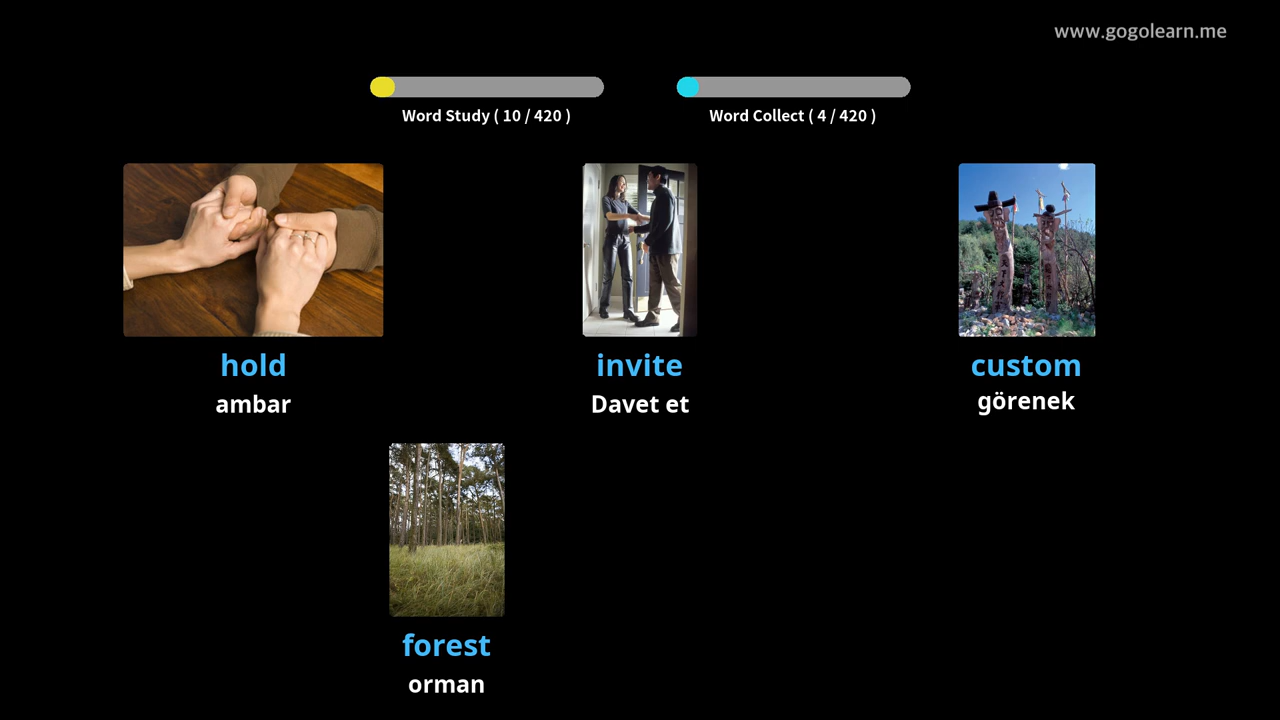 www.gogolearn.me
Word Study ( 10 / 420 )
Word Collect ( 4 / 420 )
hold
ambar
invite
Davet et
custom
görenek
forest
orman